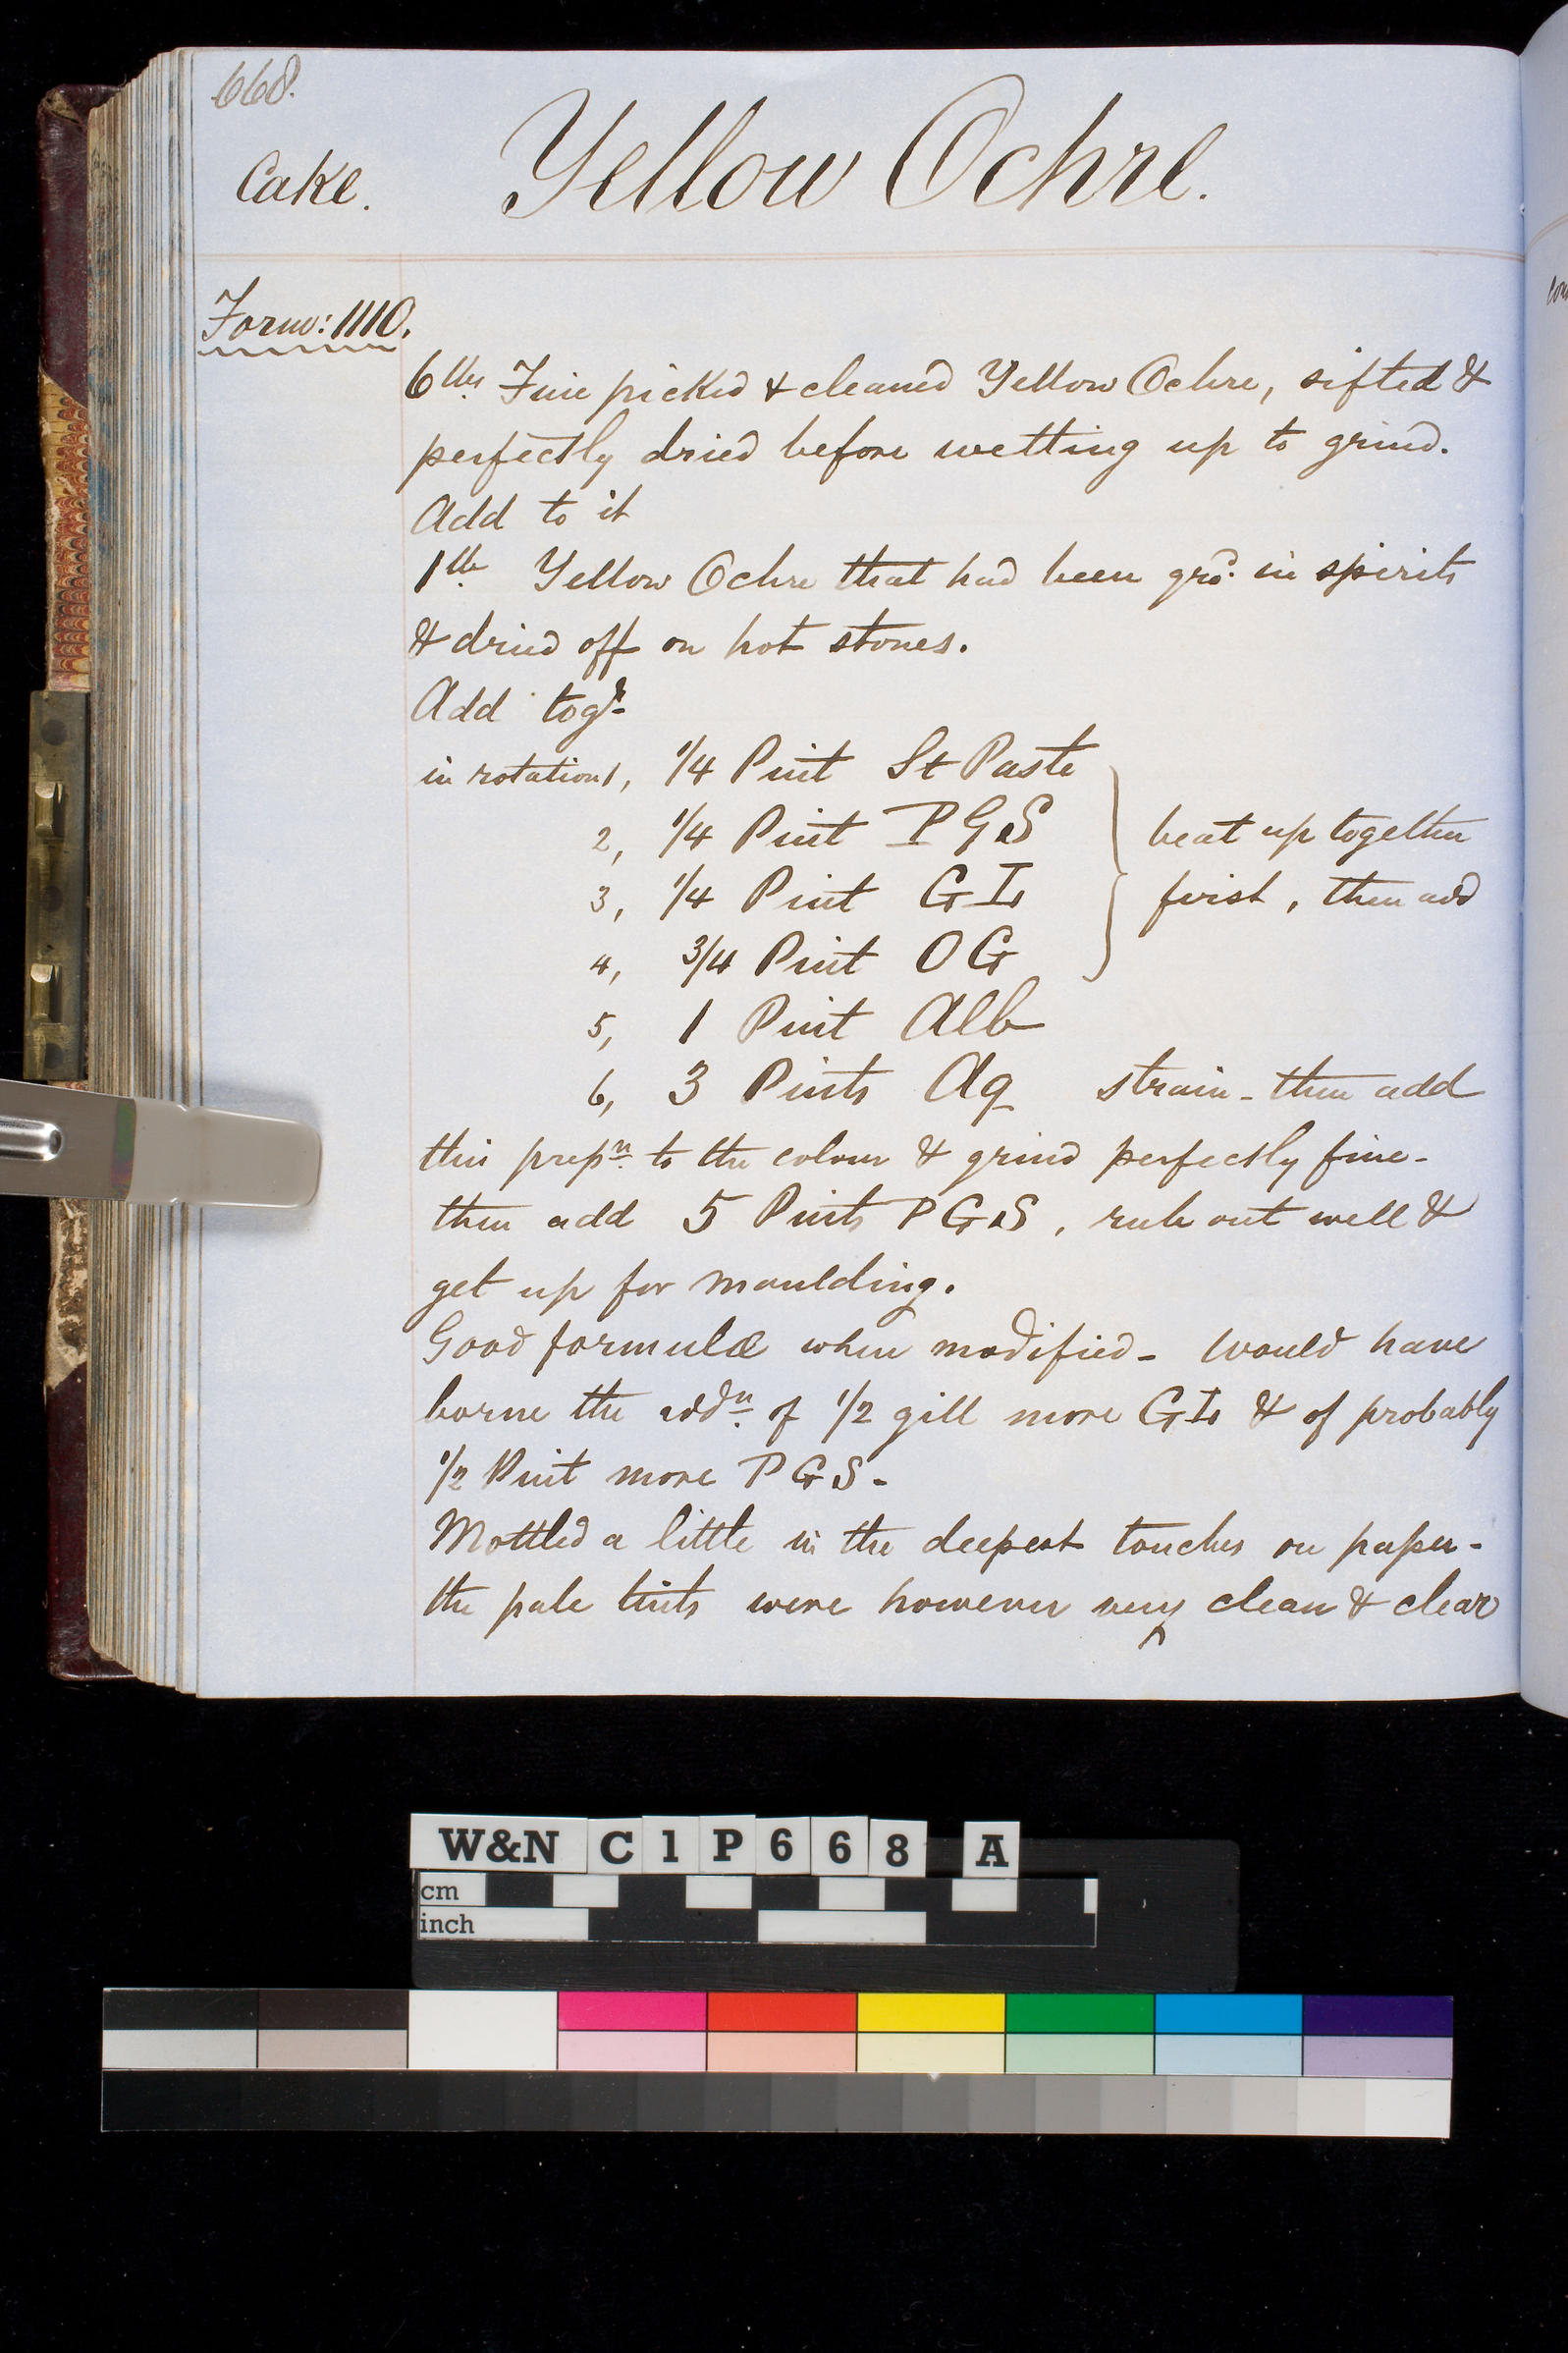 668.
Cake. Yellow Ochre.
Form: 1110.
6 lbs. Fine picked & cleaned Yellow Ochre, sifted &
perfectly dried before wetting up to grind.
Add to it
1 lb. Yellow Ochre that had been grd. in spirits
& dried off on hot stones.
Add togr.
in rotation 1, 1/4 Pint St Paste
2, 1/4 Pint PGS beat up together
3, 1/4 Pint GL first, then add
4, 3/4 Pint OG
5, 1 Pint Alb
6, 3 Pints Aq strain - then add
this prepn. to the colour & grind perfectly fine -
then add 5 Pints PGS, rub out well &
get up for moulding.
Good formulæ when modified - Would have
borne the addn. of 1/2 gill more GL & of probably
1/2 Pint more PGS -
Mottled a little in the deepest touches on paper -
the pale tints were however very clean & clear
W&N C1P668 A
cm
inch